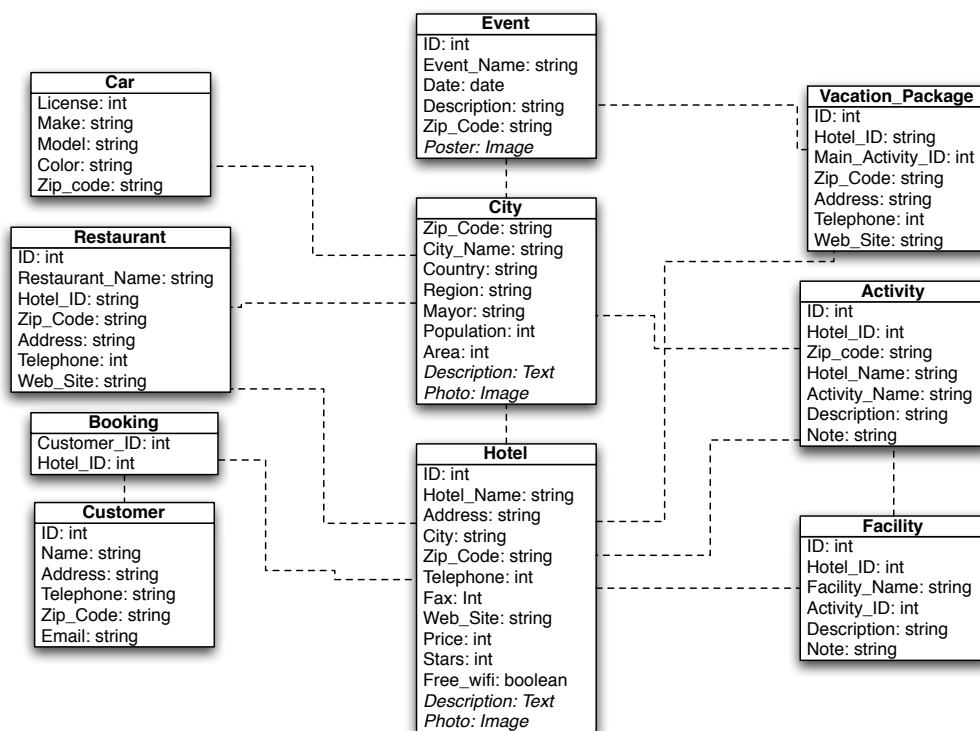 Event
ID: int
Event_Name: string
Date: date
Description: string
Zip_Code: string
Poster: Image
Car
License: int
Make: string
Model: string
Color: string
Zip_code: string
Vacation_Package
ID: int
Hotel_ID: string
Main_Activity_ID: int
Zip_Code: string
Address: string
Telephone: int
Web_Site: string
City
Zip_Code: string
City_Name: string
Country: string
Region: string
Mayor: string
Population: int
Area: int
Description: Text
Photo: Image
Restaurant
ID: int
Restaurant_Name: string
Hotel_ID: string
Zip_Code: string
Address: string
Telephone: int
Web_Site: string
Activity
ID: int
Hotel_ID: int
Zip_code: string
Hotel_Name: string
Activity_Name: string
Description: string
Note: string
Booking
Customer_ID: int
Hotel_ID: int
Hotel
ID: int
Hotel_Name: string
Address: string
City: string
Zip_Code: string
Telephone: int
Fax: Int
Web_Site: string
Price: int
Stars: int
Free_wifi: boolean
Description: Text
Photo: Image
Customer
ID: int
Name: string
Address: string
Telephone: string
Zip_Code: string
Email: string
Facility
ID: int
Hotel_ID: int
Facility_Name: string
Activity_ID: int
Description: string
Note: string